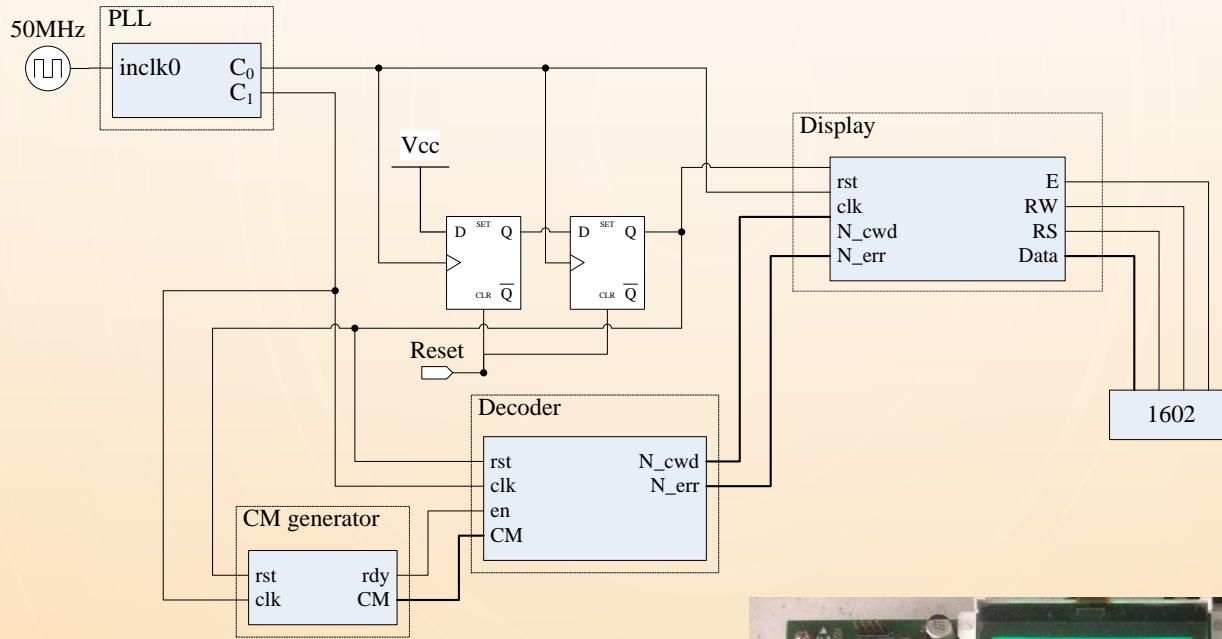 PLL
50MHz
inclk0 C₀
C₁
Vcc
Display
D SET Q
CLR Q̅
D SET Q
CLR Q̅
rst E
clk RW
N_cwd RS
N_err Data
Reset
1602
Decoder
rst N_cwd
clk N_err
en
CM
CM generator
rst rdy
clk CM